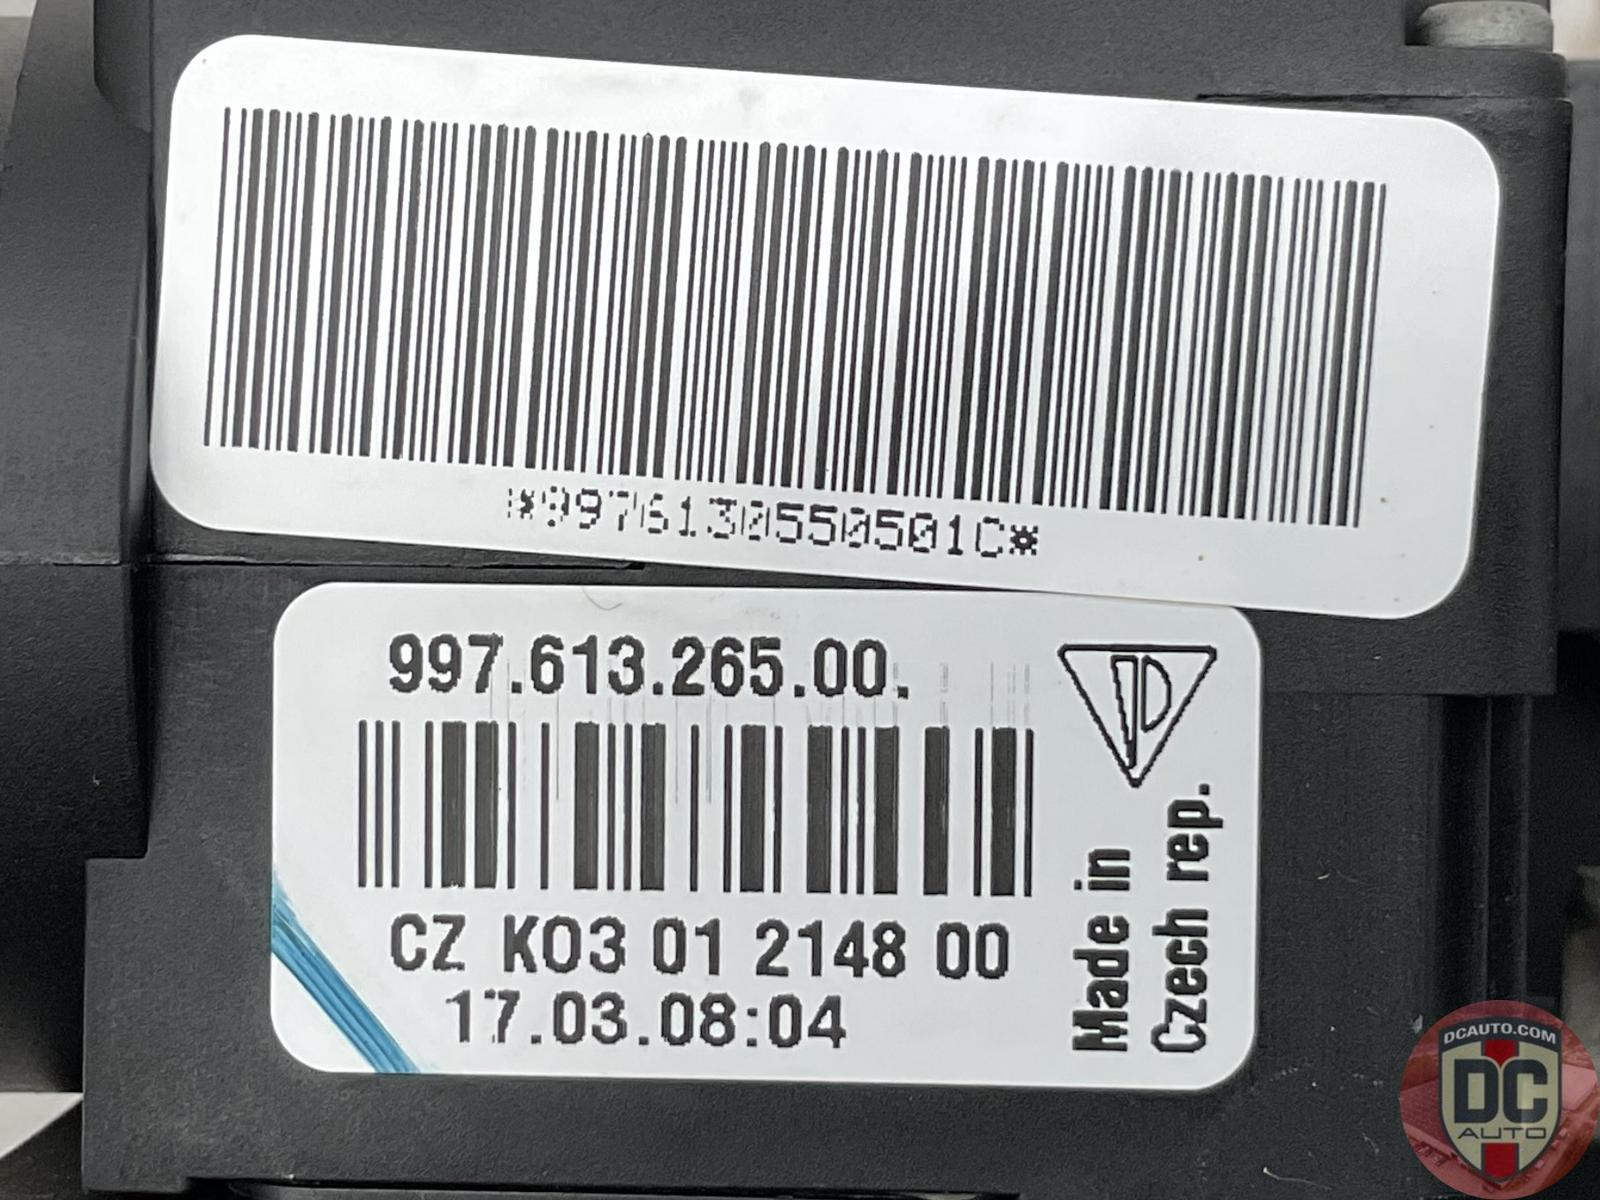 *9976130550501C*
997.613.265.00.
CZ K03 01 2148 00
17.03.08:04
Made in
Czech rep.
DCAUTO.COM
DC
AUTO